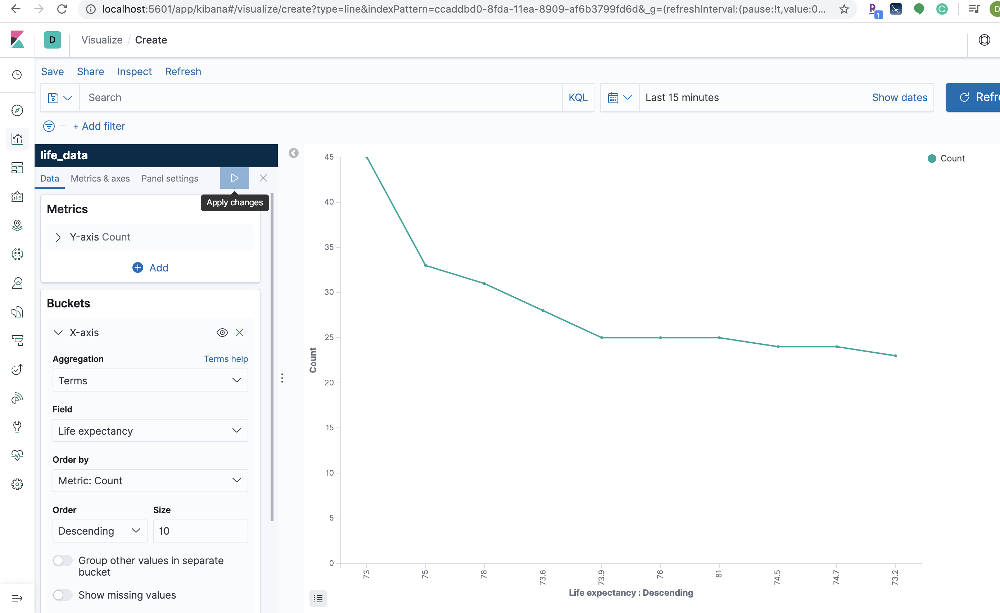 localhost:5601/app/kibana#/visualize/create?type=line&indexPattern=ccaddbd0-8fda-11ea-8909-af6b3799fd6d&_g=(refreshInterval:(pause:!t,value:0...
1
D
D
Visualize / Create
Save Share Inspect Refresh
Search KQL Last 15 minutes Show dates Refre
+ Add filter
life_data
Data Metrics & axes Panel settings
Apply changes
Metrics
Y-axis Count
Add
Buckets
X-axis
Aggregation Terms help
Terms
Field
Life expectancy
Order by
Metric: Count
Order Size
Descending 10
Group other values in separate
bucket
Show missing values
Count
45
40
35
30
25
20
15
10
5
0
Count
73 75 78 73.6 73.9 76 81 74.5 74.7 73.2
Life expectancy : Descending